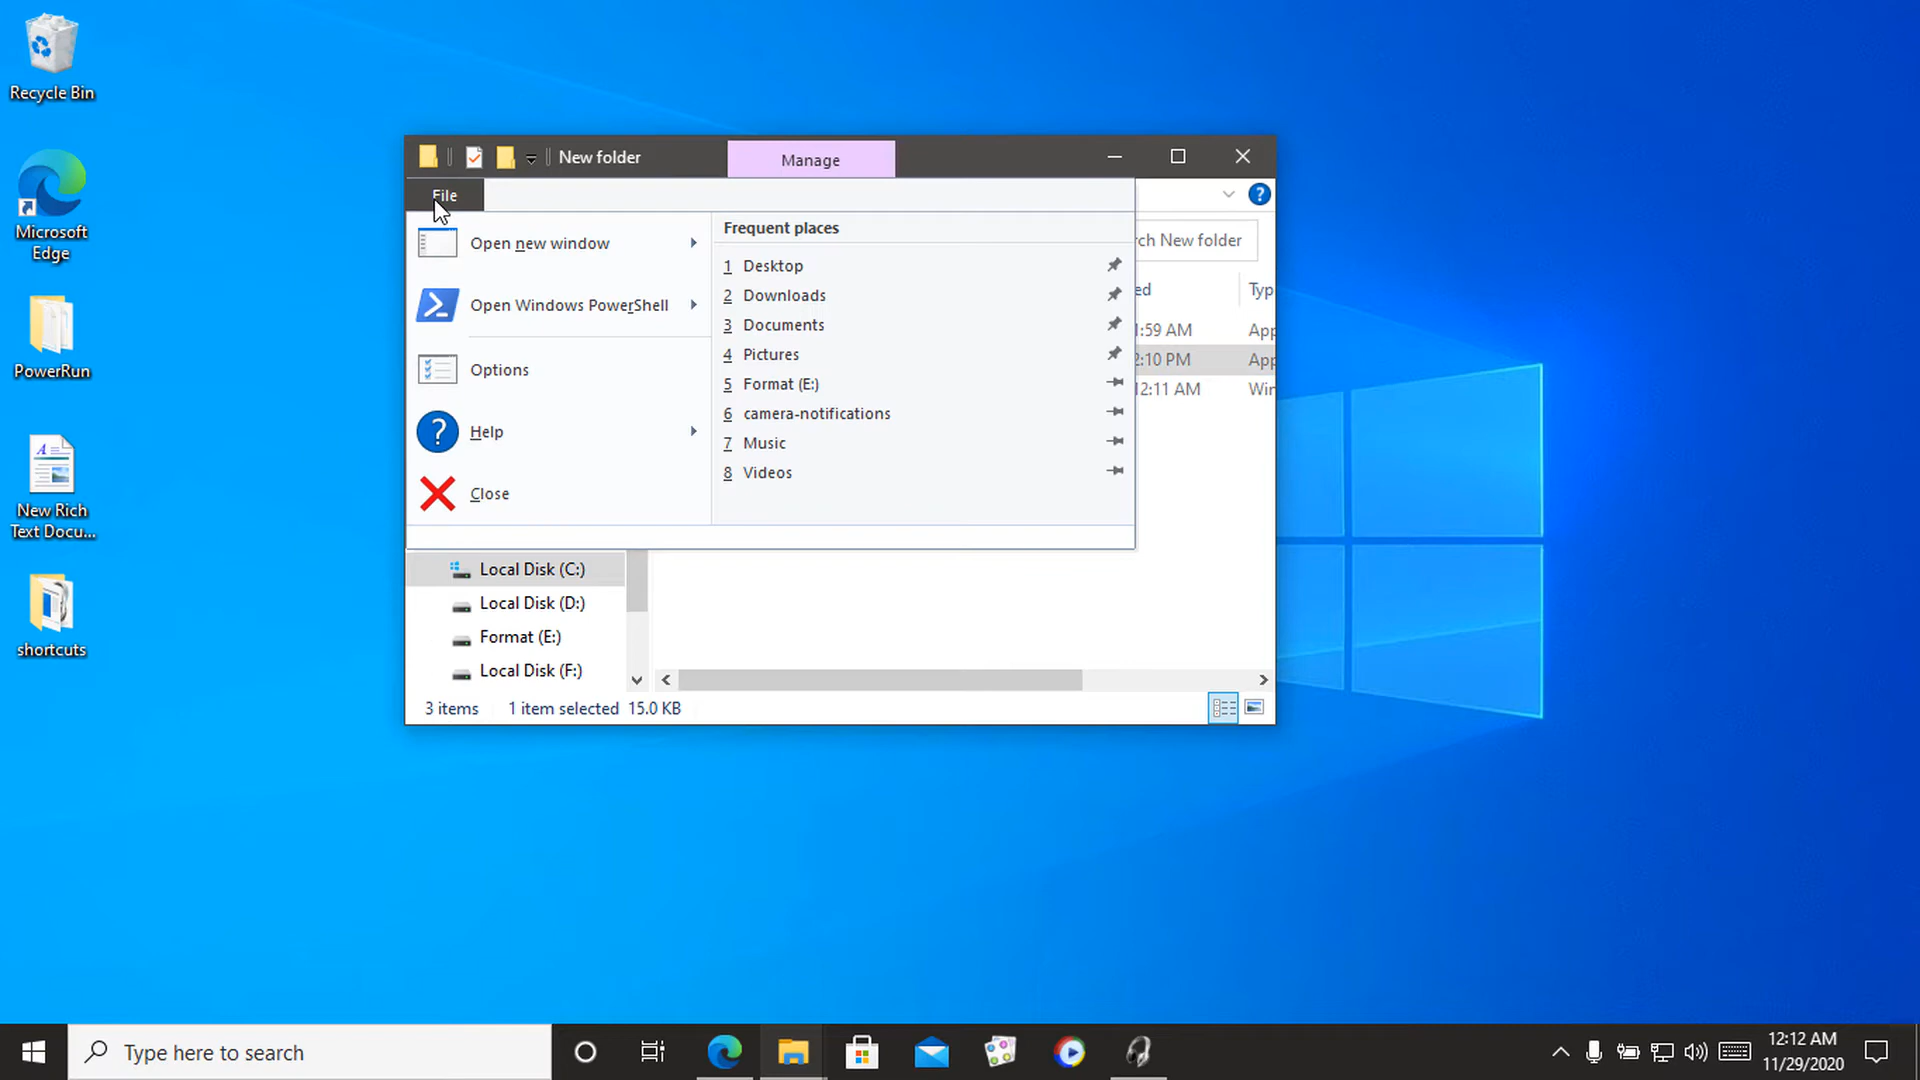 Recycle Bin
Microsoft
Edge
PowerRun
New Rich
Text Docu...
shortcuts
New folder
Manage
File
Open new window
Open Windows PowerShell
Options
Help
Close
Frequent places
1 Desktop
2 Downloads
3 Documents
4 Pictures
5 Format (E:)
6 camera-notifications
7 Music
8 Videos
rch New folder
ed Typ
:59 AM App
2:10 PM App
12:11 AM Win
Local Disk (C:)
Local Disk (D:)
Format (E:)
Local Disk (F:)
3 items 1 item selected 15.0 KB
Type here to search
12:12 AM
11/29/2020